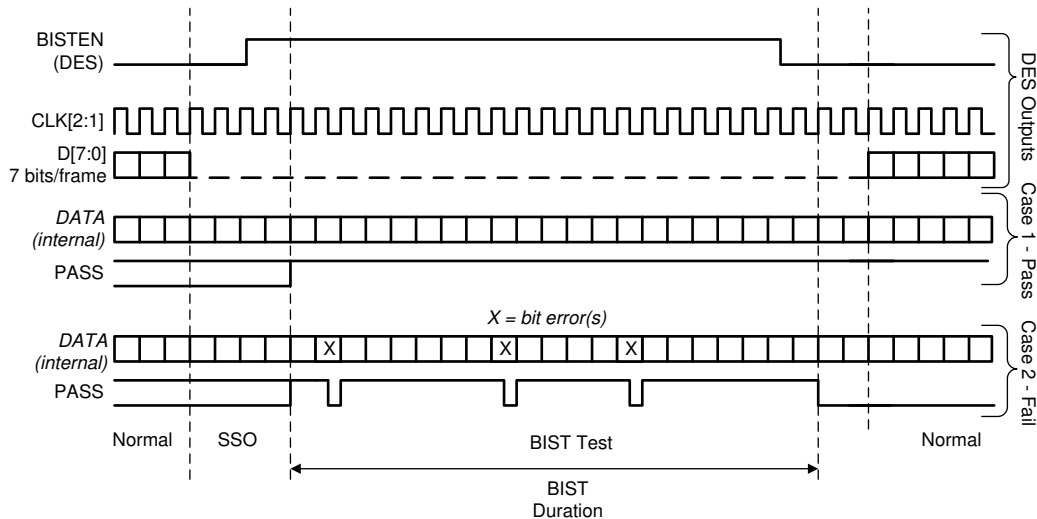 BISTEN
(DES)
CLK[2:1]
D[7:0]
7 bits/frame
DES Outputs
DATA
(internal)
PASS
Case 1 - Pass
X = bit error(s)
DATA
(internal)
X
X
X
PASS
Case 2 - Fail
Normal
SSO
BIST Test
Normal
BIST
Duration